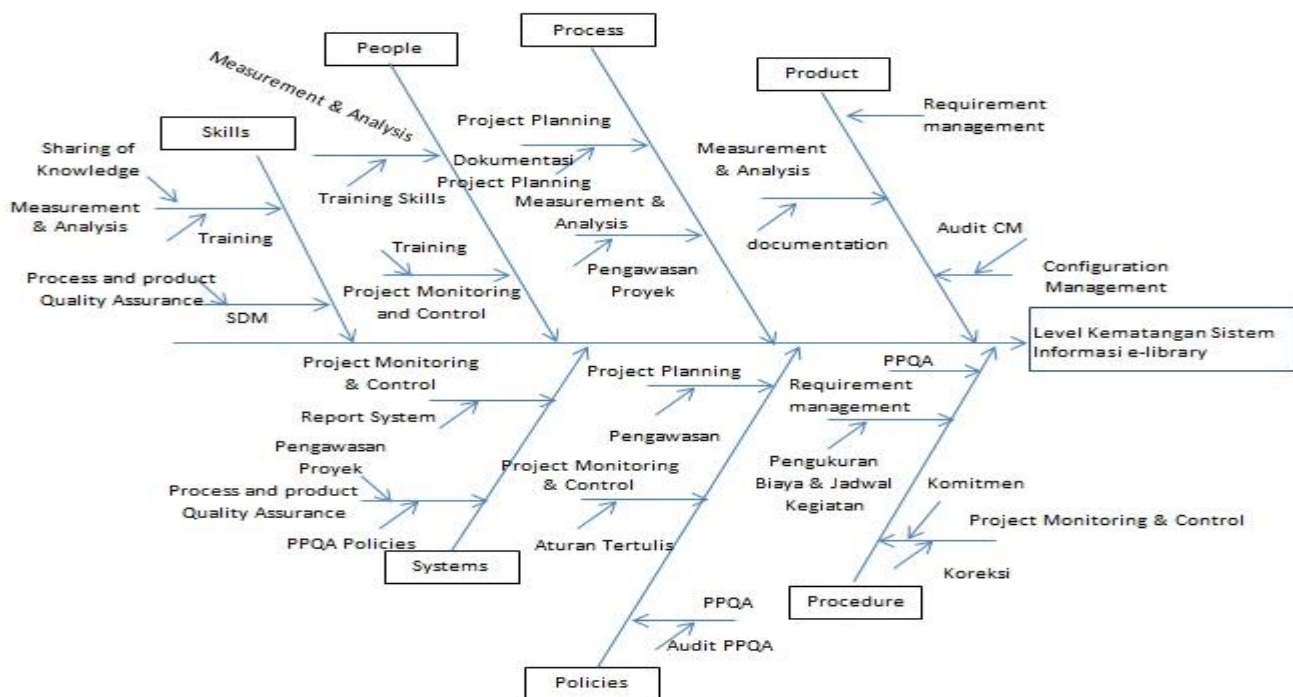 Process
People
Measurement & Analysis
Product
Requirement
management
Skills
Project Planning
Dokumentasi
Project Planning
Measurement
& Analysis
Sharing of
Knowledge
Training Skills
Measurement &
Analysis
Measurement
& Analysis
Training
documentation
Audit CM
Training
Process and product
Quality Assurance
Pengawasan
Proyek
Configuration
Management
Project Monitoring
and Control
SDM
Level Kematangan Sistem
Informasi e-library
Project Monitoring
& Control
PPQA
Project Planning
Requirement
management
Report System
Pengawasan
Pengawasan
Proyek
Project Monitoring
& Control
Pengukuran
Biaya & Jadwal
Kegiatan
Process and product
Quality Assurance
Komitmen
Project Monitoring & Control
PPQA Policies
Aturan Tertulis
Systems
Koreksi
PPQA
Procedure
Audit PPQA
Policies